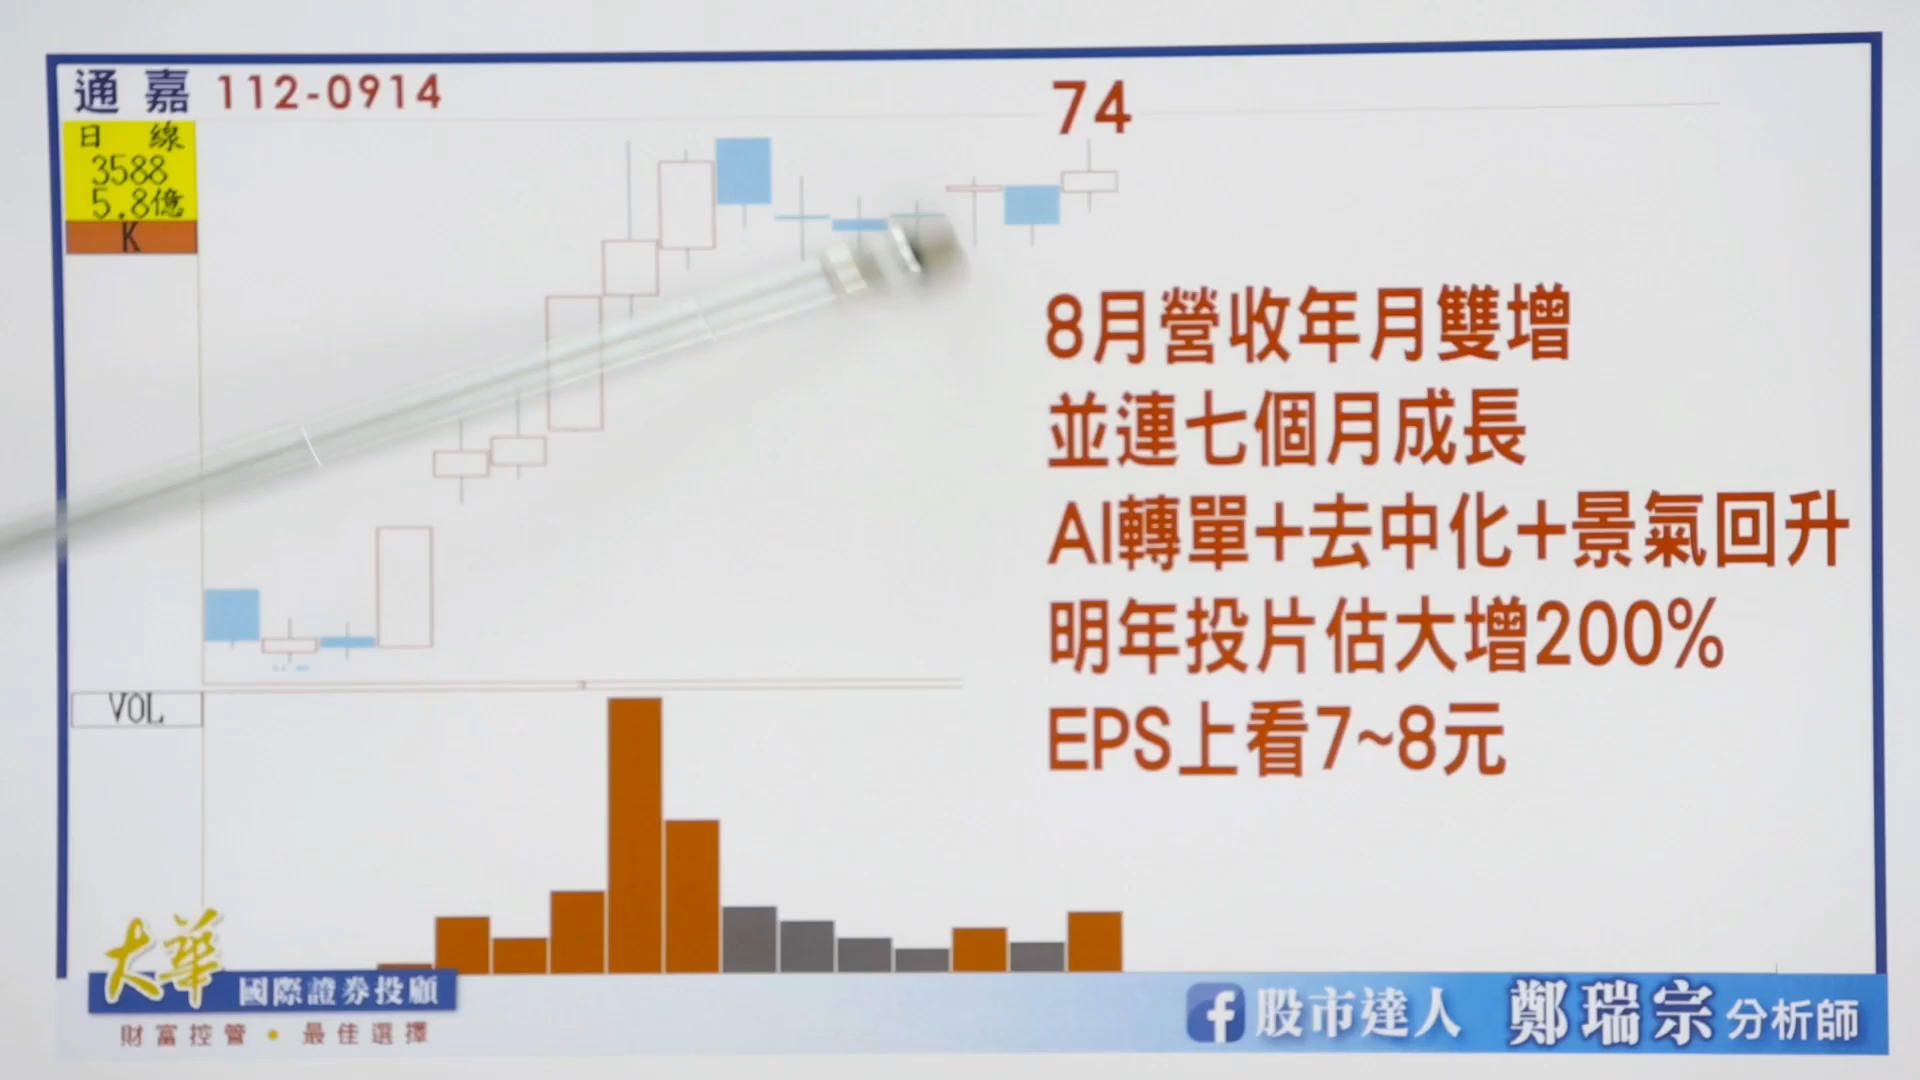 通嘉 112-0914
74
日 線
3588
5.8億
K
8月營收年月雙增
並連七個月成長
AI轉單+去中化+景氣回升
明年投片估大增200%
EPS上看7~8元
VOL
大華
國際證券投顧
財富控管・最佳選擇
f 股市達人 鄭瑞宗 分析師